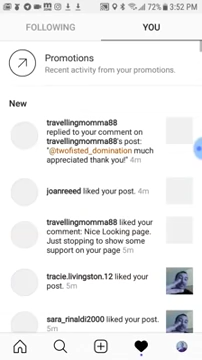 72% 3:52 PM
FOLLOWING YOU
Promotions
Recent activity from your promotions.
New
travellingmomma88
replied to your comment on
travellingmomma88's post:
"@twofisted_domination much
appreciated thank you!" 4m
joanreeed liked your post. 4m
travellingmomma88 liked your
comment: Nice Looking page.
Just stopping to show some
support on your page 5m
tracie.livingston.12 liked your
post. 5m
sara_rinaldi2000 liked your post.
5m